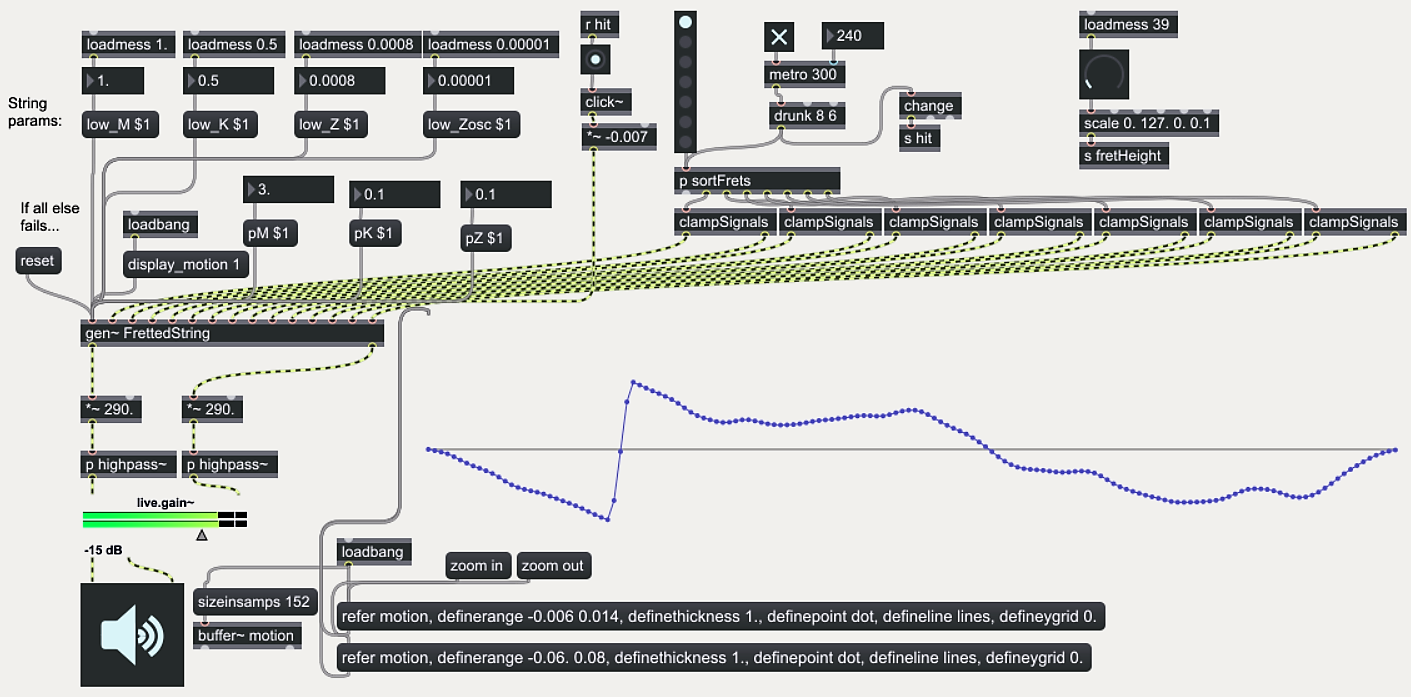 loadmess 1.
loadmess 0.5
loadmess 0.0008
loadmess 0.00001
r hit
240
loadmess 39
1.
0.5
0.0008
0.00001
metro 300
String
params:
low_M $1
low_K $1
low_Z $1
low_Zosc $1
click~
drunk 8 6
change
scale 0. 127. 0. 0.1
*~ -0.007
s hit
s fretHeight
p sortFrets
3.
0.1
0.1
If all else
fails...
loadbang
pM $1
pK $1
pZ $1
clampSignals
clampSignals
clampSignals
clampSignals
clampSignals
clampSignals
clampSignals
reset
display_motion 1
gen~ FrettedString
*~ 290.
*~ 290.
p highpass~
p highpass~
live.gain~
-15 dB
loadbang
zoom in
zoom out
sizeinsamps 152
refer motion, definerange -0.006 0.014, definethickness 1., definepoint dot, defineline lines, defineygrid 0.
buffer~ motion
refer motion, definerange -0.06. 0.08, definethickness 1., definepoint dot, defineline lines, defineygrid 0.